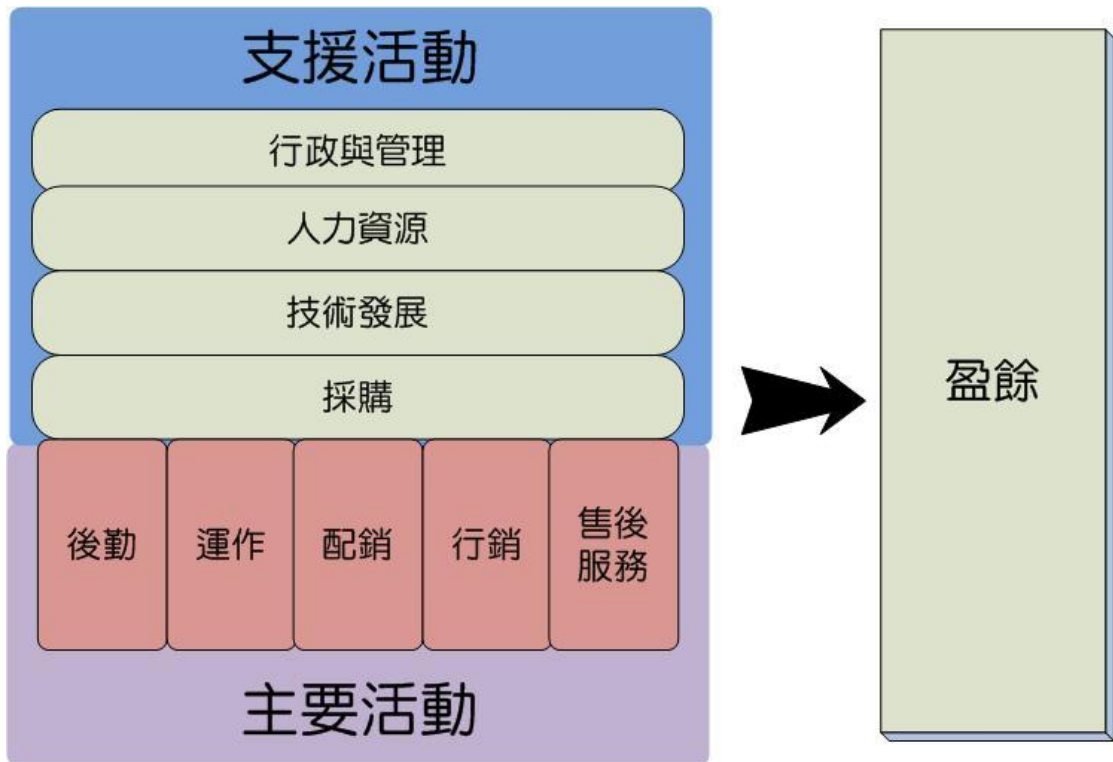 支援活動
行政與管理
人力資源
技術發展
採購
後勤
運作
配銷
行銷
售後
服務
主要活動
盈餘